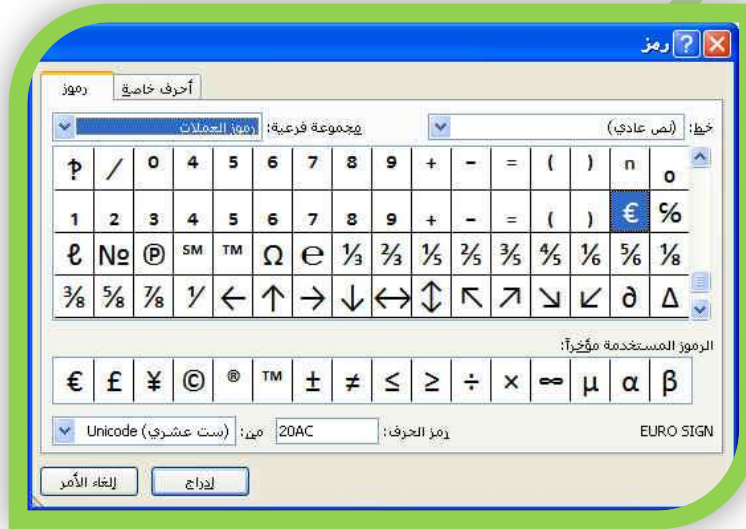 رمز
رموز أحرف خاصة
خط: (نص عادي) مجموعة فرعية: رموز العملات
‽ ⁄ ⁰ ⁴ ⁵ ⁶ ⁷ ⁸ ⁹ ⁺ ⁻ ⁼ ⁽ ⁾ ⁿ ₀
₁ ₂ ₃ ₄ ₅ ₆ ₇ ₈ ₉ ₊ ₋ ₌ ₍ ₎ € ℅
ℓ № ℗ ℠ ™ Ω ℮ ⅓ ⅔ ⅕ ⅖ ⅗ ⅘ ⅙ ⅚ ⅛
⅜ ⅝ ⅞ ⅟ ← ↑ → ↓ ↔ ↕ ↖ ↗ ↘ ↙ ∂ ∆
الرموز المستخدمة مؤخراً:
€ £ ¥ © ® ™ ± ≠ ≤ ≥ ÷ × ∞ µ α β
EURO SIGN رمز الحرف: 20AC من: Unicode (ست عشري)
إدراج إلغاء الأمر